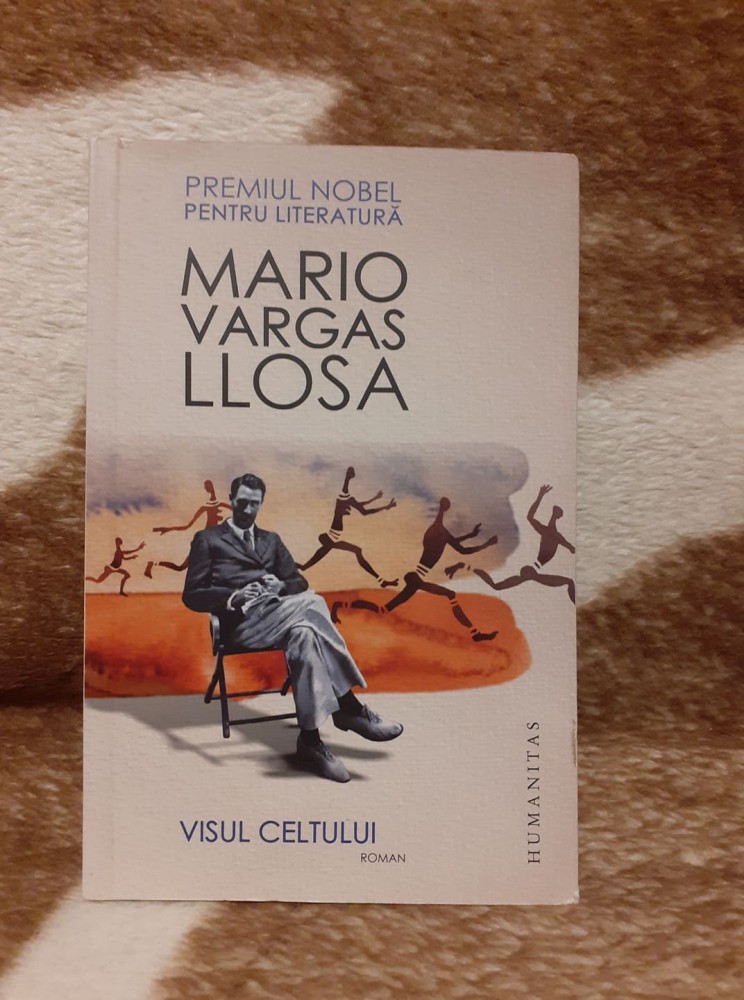 PREMIUL NOBEL
PENTRU LITERATURĂ
MARIO
VARGAS
LLOSA
VISUL CELTULUI
ROMAN
HUMANITAS